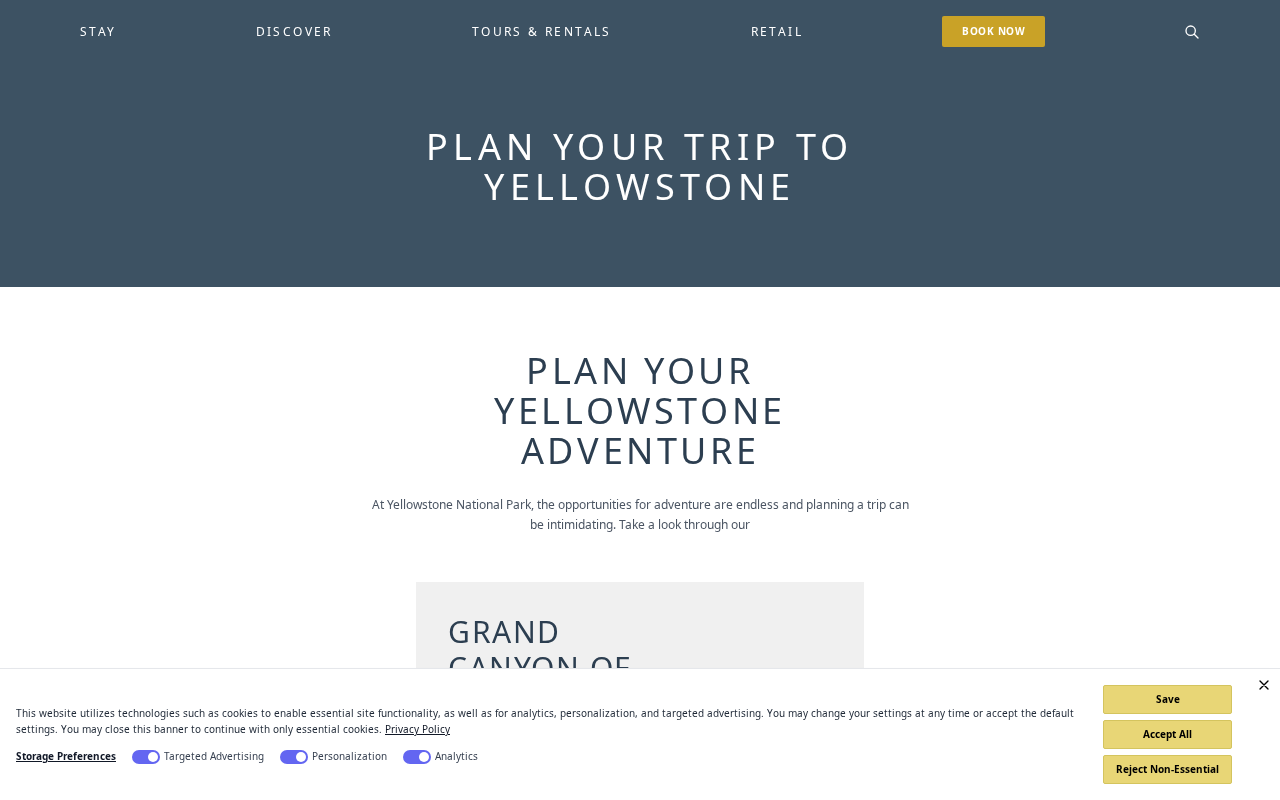 STAY
DISCOVER
TOURS & RENTALS
RETAIL
BOOK NOW
PLAN YOUR TRIP TO
YELLOWSTONE
PLAN YOUR
YELLOWSTONE
ADVENTURE
At Yellowstone National Park, the opportunities for adventure are endless and planning a trip can
be intimidating. Take a look through our
GRAND
CANYON OF
This website utilizes technologies such as cookies to enable essential site functionality, as well as for analytics, personalization, and targeted advertising. You may change your settings at any time or accept the default
settings. You may close this banner to continue with only essential cookies. Privacy Policy
Storage Preferences
Targeted Advertising
Personalization
Analytics
Save
Accept All
Reject Non-Essential